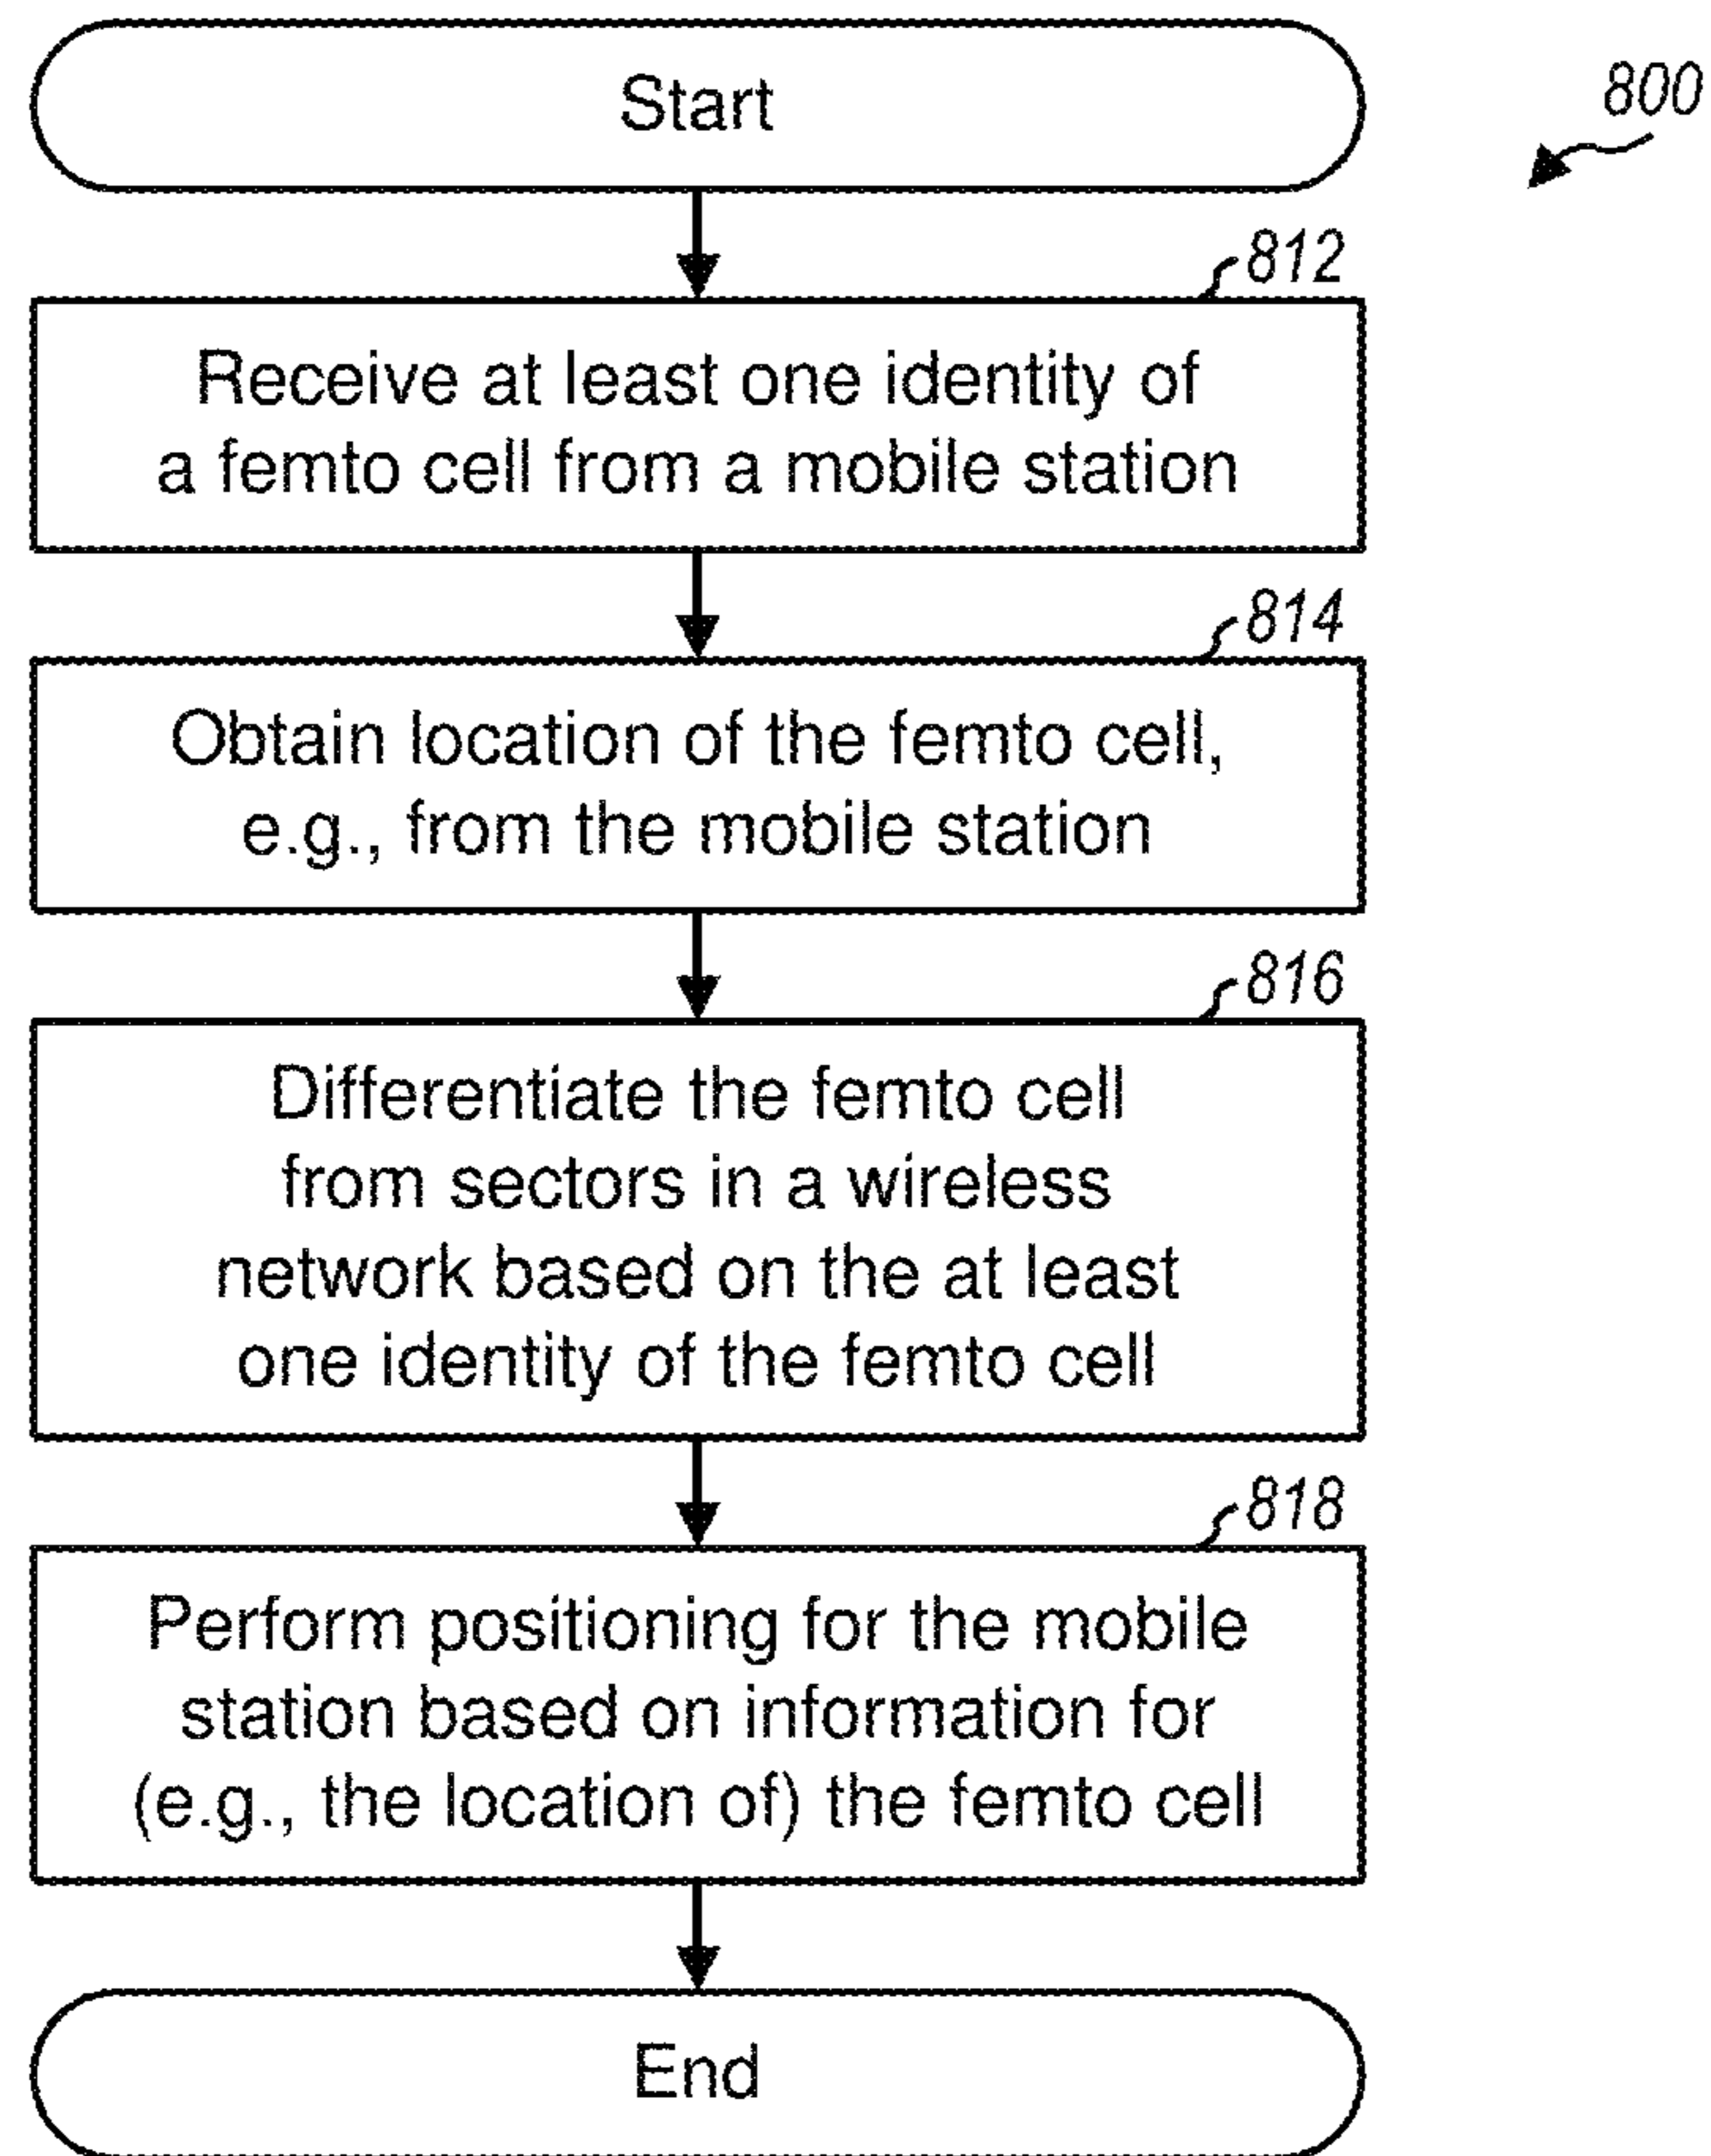 Start
800
812
Receive at least one identity of
a femto cell from a mobile station
814
Obtain location of the femto cell,
e.g., from the mobile station
816
Differentiate the femto cell
from sectors in a wireless
network based on the at least
one identity of the femto cell
818
Perform positioning for the mobile
station based on information for
(e.g., the location of) the femto cell
End